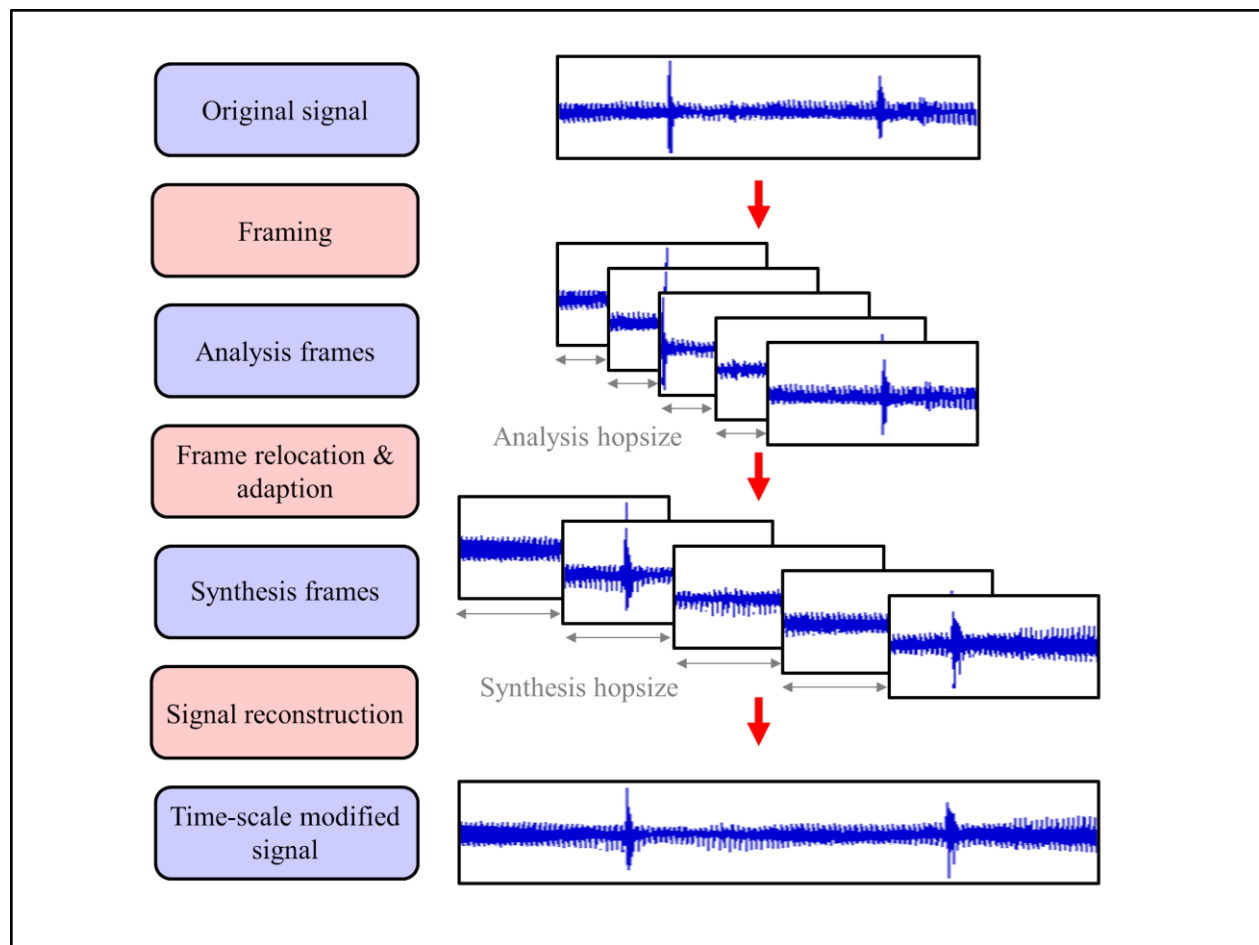 Original signal
Framing
Analysis frames
Analysis hopsize
Frame relocation &
adaption
Synthesis frames
Synthesis hopsize
Signal reconstruction
Time-scale modified
signal